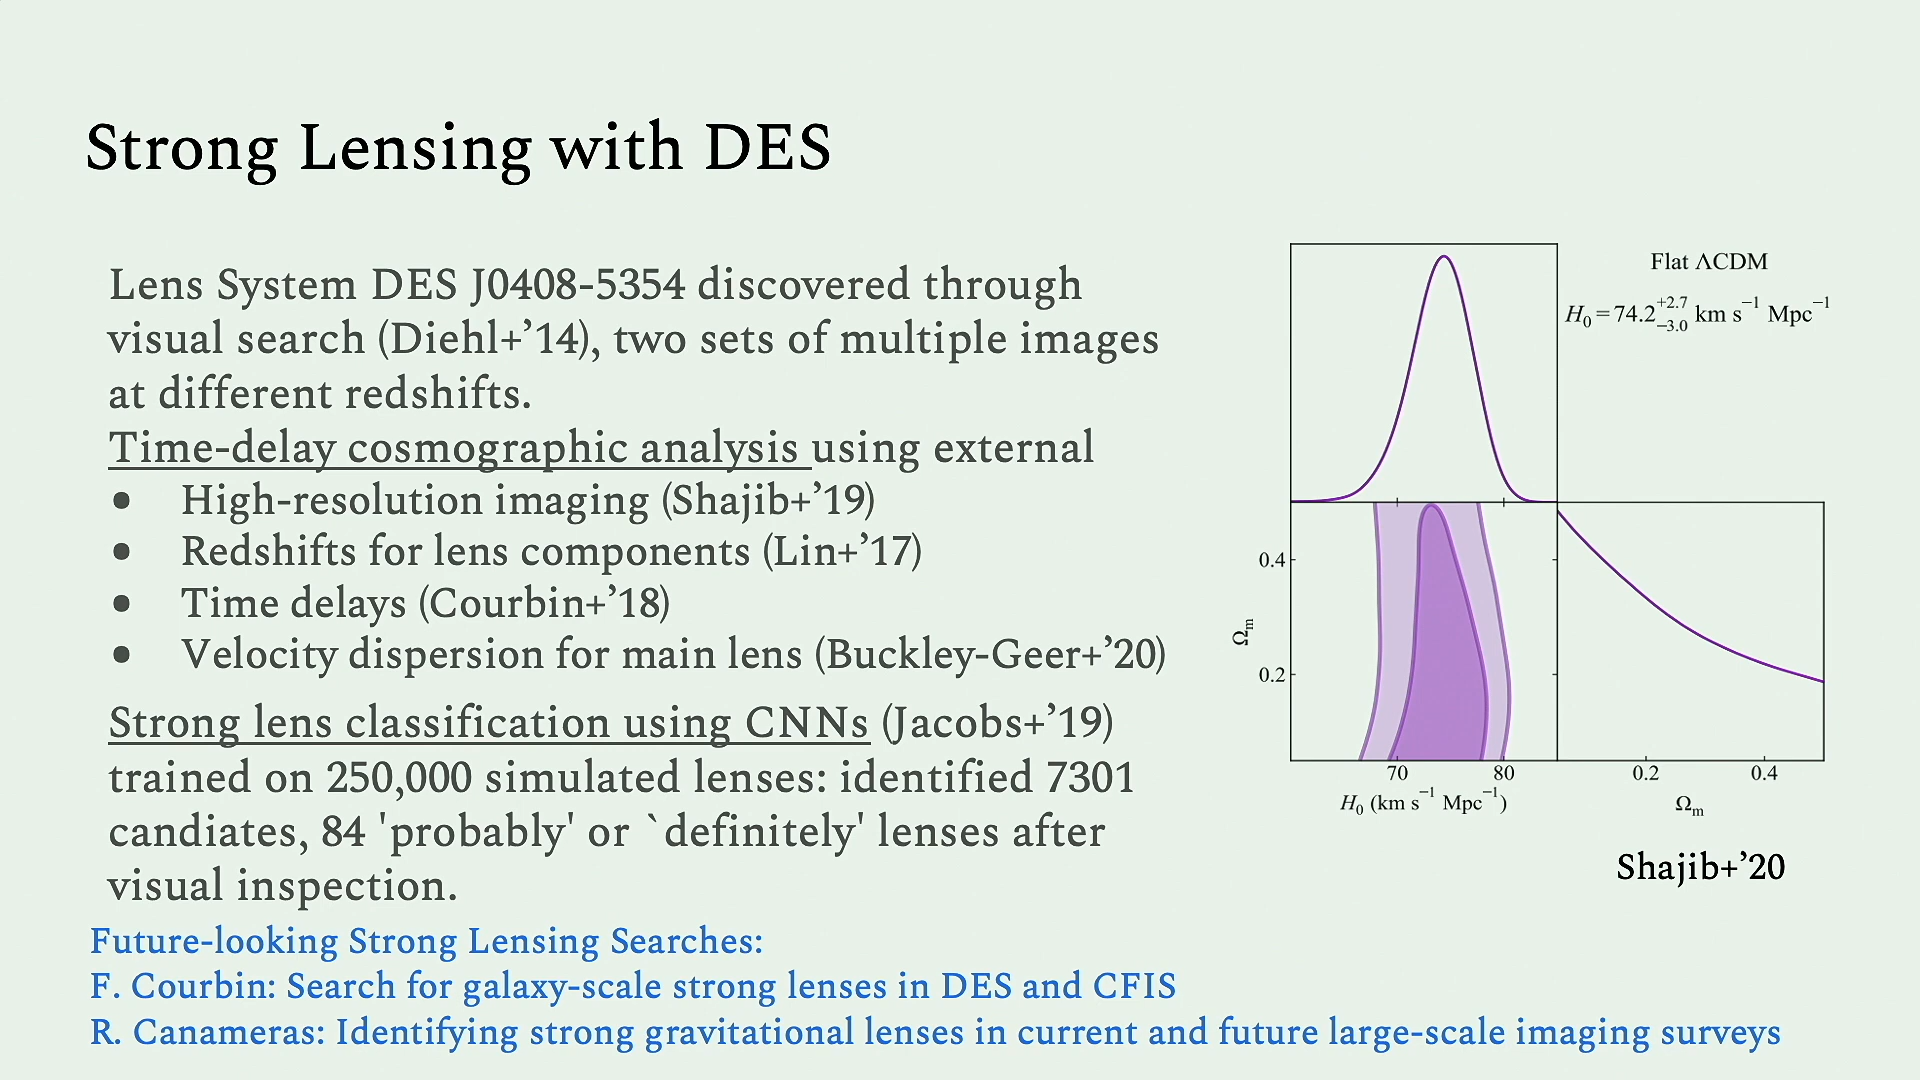 Strong Lensing with DES
Lens System DES J0408-5354 discovered through
visual search (Diehl+’14), two sets of multiple images
at different redshifts.
Time-delay cosmographic analysis using external
• High-resolution imaging (Shajib+’19)
• Redshifts for lens components (Lin+’17)
• Time delays (Courbin+’18)
• Velocity dispersion for main lens (Buckley-Geer+’20)
Strong lens classification using CNNs (Jacobs+’19)
trained on 250,000 simulated lenses: identified 7301
candiates, 84 'probably' or `definitely' lenses after
visual inspection.
Future-looking Strong Lensing Searches:
F. Courbin: Search for galaxy-scale strong lenses in DES and CFIS
R. Canameras: Identifying strong gravitational lenses in current and future large-scale imaging surveys
Flat ΛCDM
H₀ = 74.2 +2.7 −3.0 km s⁻¹ Mpc⁻¹
0.4
Ωₘ
0.2
70 80 0.2 0.4
H₀ (km s⁻¹ Mpc⁻¹) Ωₘ
Shajib+’20